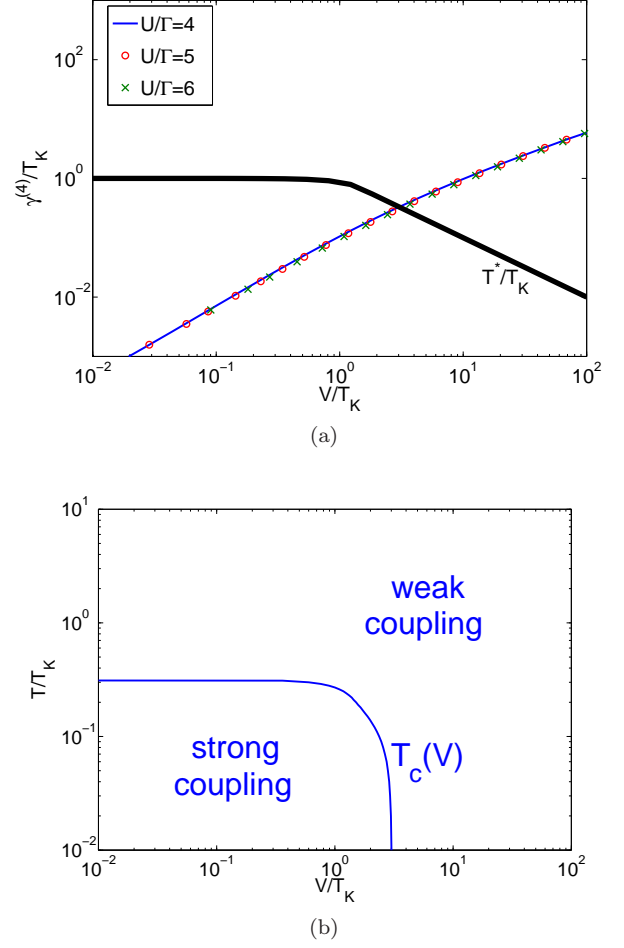 10^2
10^0
10^-2
γ^(4)/T_K
U/Γ=4
U/Γ=5
U/Γ=6
T^*/T_K
10^-2 10^-1 10^0 10^1 10^2
V/T_K
(a)
10^1
10^0
10^-1
10^-2
T/T_K
weak
coupling
strong
coupling
T_c(V)
10^-2 10^-1 10^0 10^1 10^2
V/T_K
(b)